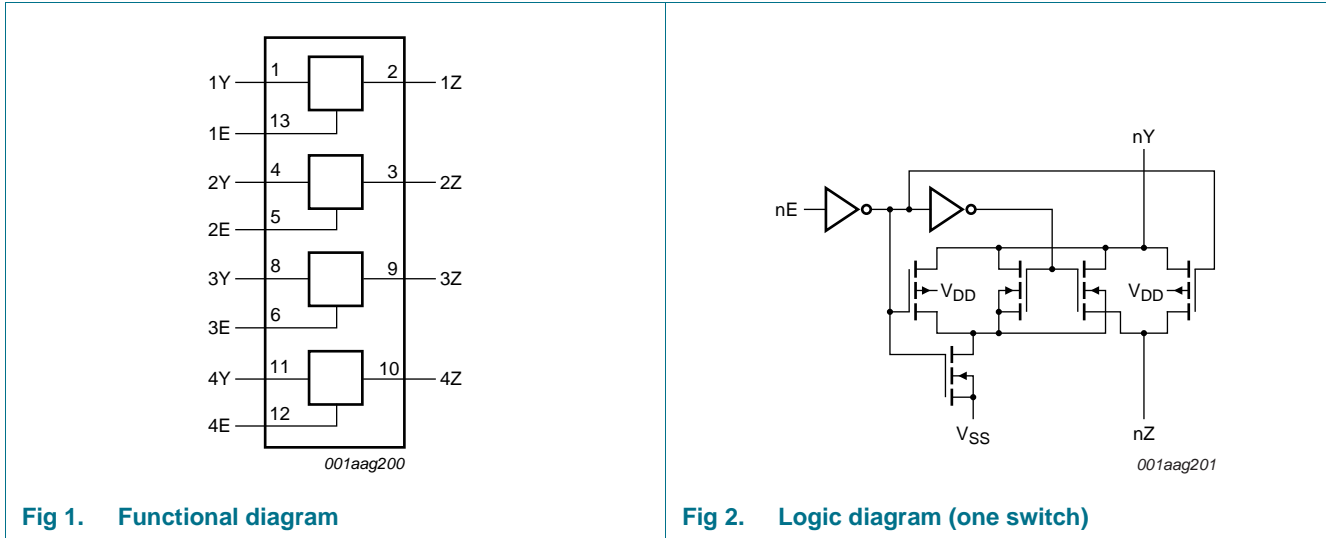 1Y 1 2 1Z
1E 13
2Y 4 3 2Z
2E 5
3Y 8 9 3Z
3E 6
4Y 11 10 4Z
4E 12
001aag200
Fig 1. Functional diagram
nY
nE
VDD VDD
VSS nZ
001aag201
Fig 2. Logic diagram (one switch)